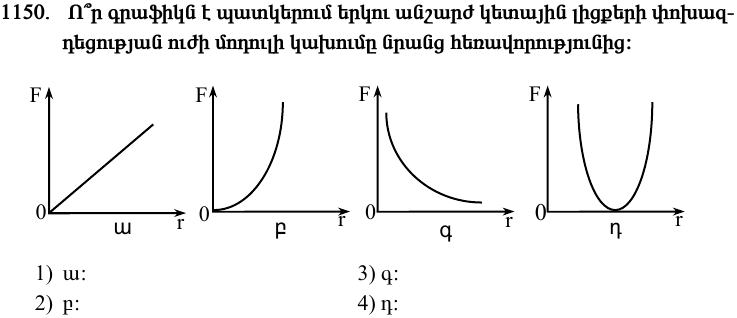 1150. Ո՞ր գրաֆիկն է պատկերում երկու անշարժ կետային լիցքերի փոխազ-
դեցության ուժի մոդուլի կախումը նրանց հեռավորությունից:
F F F F
0 r 0 r 0 r 0 r
ա բ գ դ
1) ա: 3) գ:
2) բ: 4) դ: